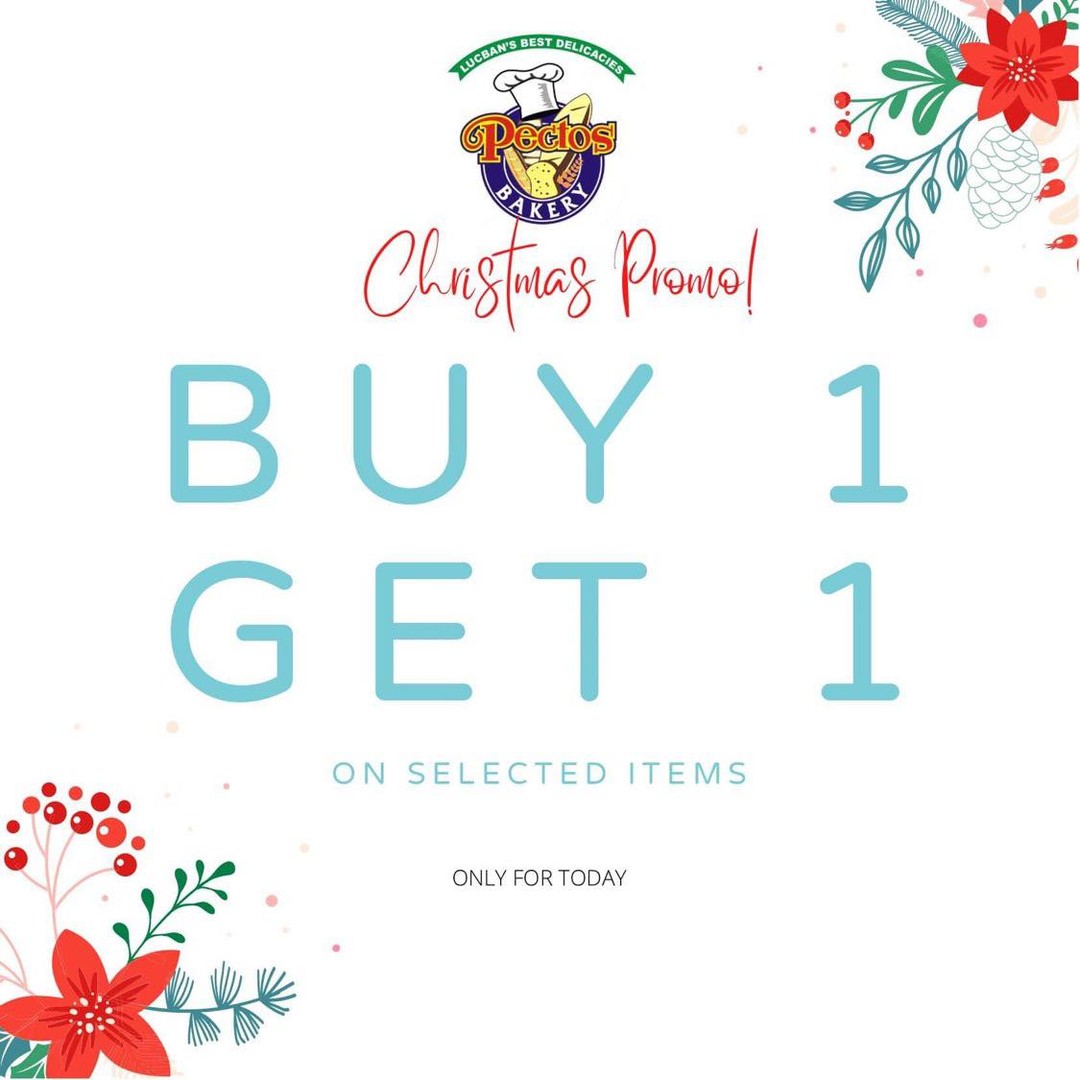 LUCBAN'S BEST DELICACIES
Pectos
BAKERY
Christmas Promo!
BUY 1
GET 1
ON SELECTED ITEMS
ONLY FOR TODAY